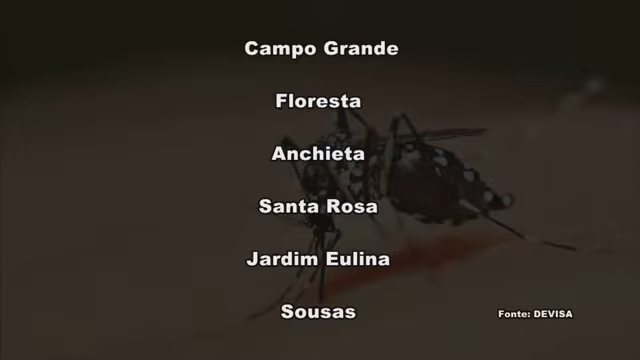 Campo Grande
Floresta
Anchieta
Santa Rosa
Jardim Eulina
Sousas
Fonte: DEVISA